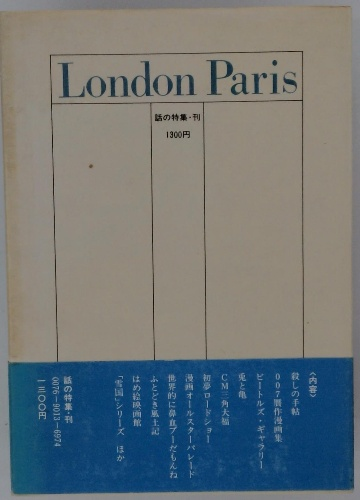 London Paris
話の特集・刊
1300円
〈内容〉
殺しの手帖
007贋作漫画集
ビートルズ・ギャラリー
兎と亀
CM三角大福
初夢ロードショー
漫画オールスターパレード
世界的に鼻血ブーだもんね
ふとどき風土記
はめ絵映画館
「雪国」シリーズ ほか
話の特集・刊
0076―9013―6974
一三〇〇円